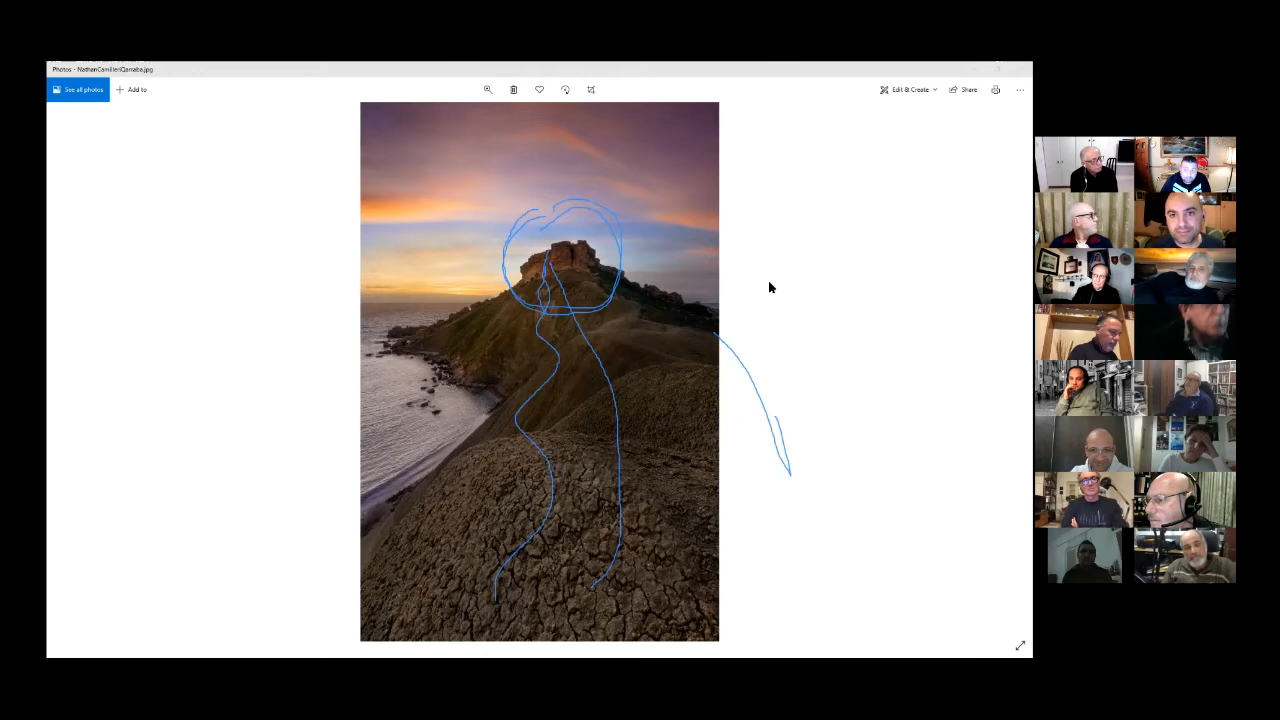 Photos - NathanCamilleriQarraba.jpg
See all photos
Add to
Edit & Create
Share